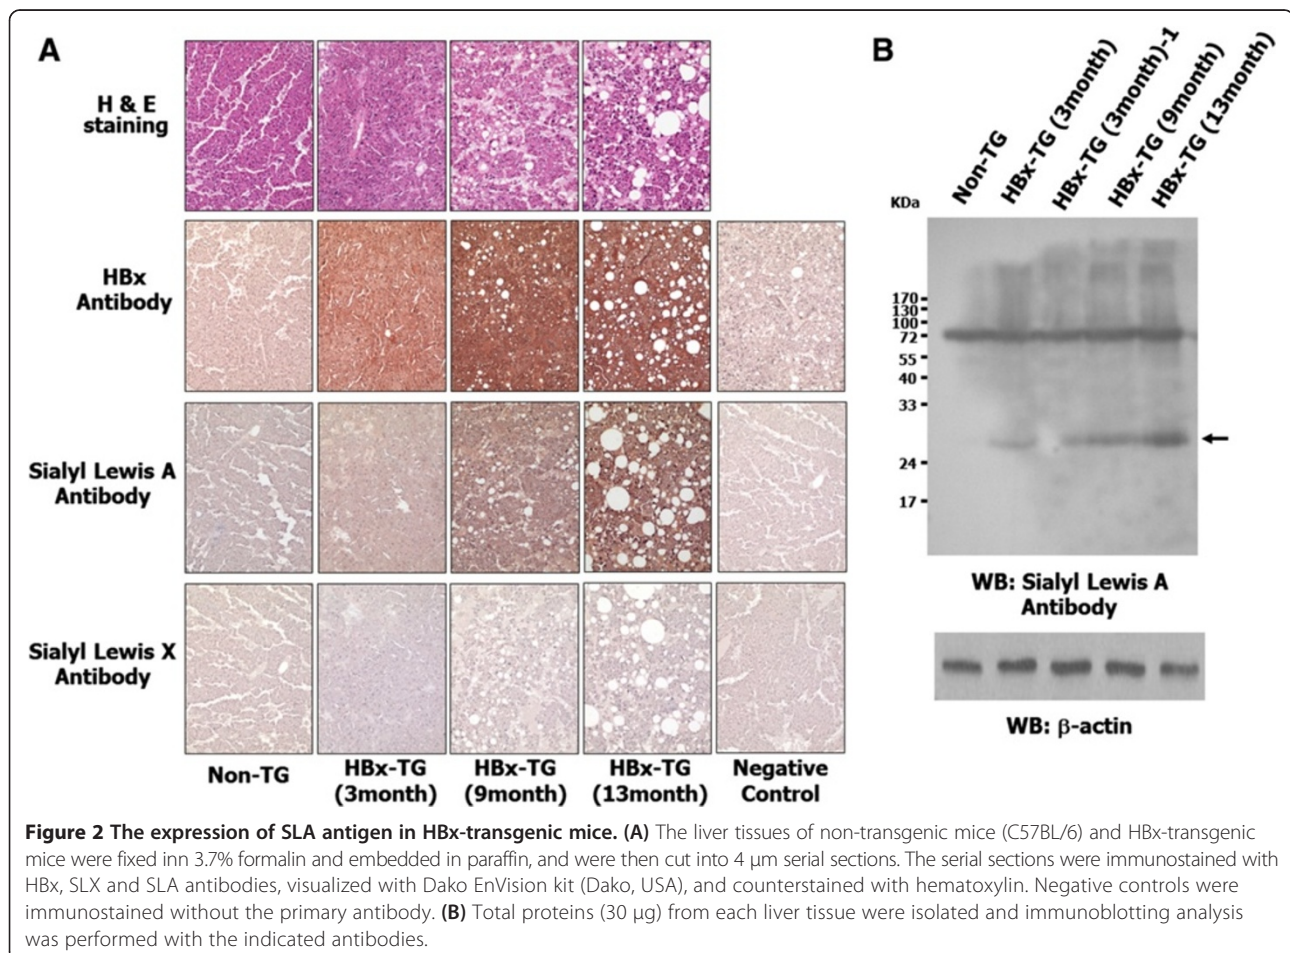 A
H & E
staining
HBx
Antibody
Sialyl Lewis A
Antibody
Sialyl Lewis X
Antibody
Non-TG
HBx-TG
(3month)
HBx-TG
(9month)
HBx-TG
(13month)
Negative
Control
B
Non-TG
HBx-TG (3month)
HBx-TG (3month)-1
HBx-TG (9month)
HBx-TG (13month)
KDa
170
130
100
72
55
40
33
24
17
WB: Sialyl Lewis A
Antibody
WB: β-actin
Figure 2 The expression of SLA antigen in HBx-transgenic mice. (A) The liver tissues of non-transgenic mice (C57BL/6) and HBx-transgenic
mice were fixed inn 3.7% formalin and embedded in paraffin, and were then cut into 4 μm serial sections. The serial sections were immunostained with
HBx, SLX and SLA antibodies, visualized with Dako EnVision kit (Dako, USA), and counterstained with hematoxylin. Negative controls were
immunostained without the primary antibody. (B) Total proteins (30 μg) from each liver tissue were isolated and immunoblotting analysis
was performed with the indicated antibodies.